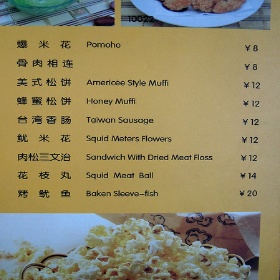 10022
爆米花 Pomoho ¥8
骨肉相连 ¥8
美式松饼 Americee Style Muffi ¥12
蜂蜜松饼 Honey Muffi ¥12
台湾香肠 Taiwan Sausage ¥12
鱿米花 Squid Meters Flowers ¥12
肉松三文治 Sandwich With Dried Meat Floss ¥12
花枝丸 Squid Meat Ball ¥14
烤鱿鱼 Baken Sleeve-fish ¥20